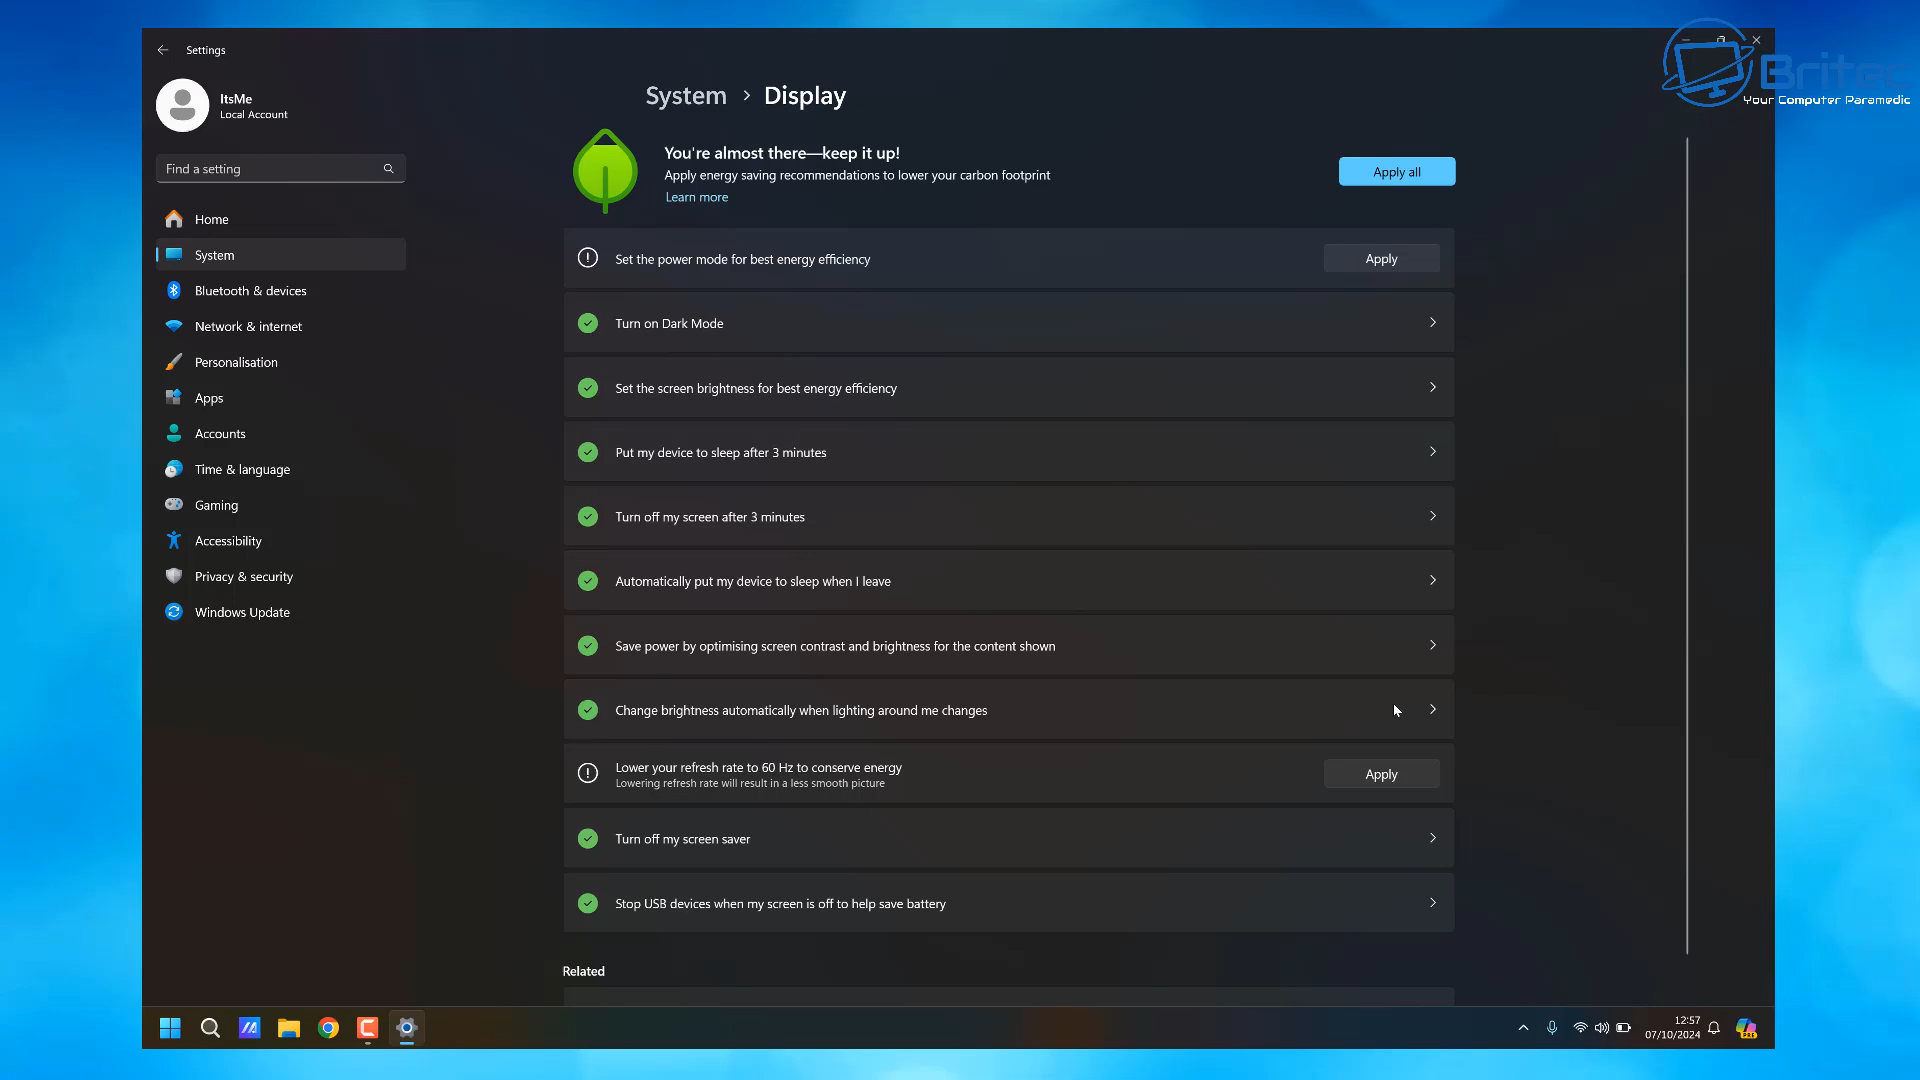 Settings
ItsMe
Local Account
Find a setting
Home
System
Bluetooth & devices
Network & internet
Personalisation
Apps
Accounts
Time & language
Gaming
Accessibility
Privacy & security
Windows Update
System > Display
You're almost there—keep it up!
Apply energy saving recommendations to lower your carbon footprint
Learn more
Apply all
Set the power mode for best energy efficiency
Apply
Turn on Dark Mode
Set the screen brightness for best energy efficiency
Put my device to sleep after 3 minutes
Turn off my screen after 3 minutes
Automatically put my device to sleep when I leave
Save power by optimising screen contrast and brightness for the content shown
Change brightness automatically when lighting around me changes
Lower your refresh rate to 60 Hz to conserve energy
Lowering refresh rate will result in a less smooth picture
Apply
Turn off my screen saver
Stop USB devices when my screen is off to help save battery
Related
12:57
07/10/2024
PRE
Britec
Your Computer Paramedic